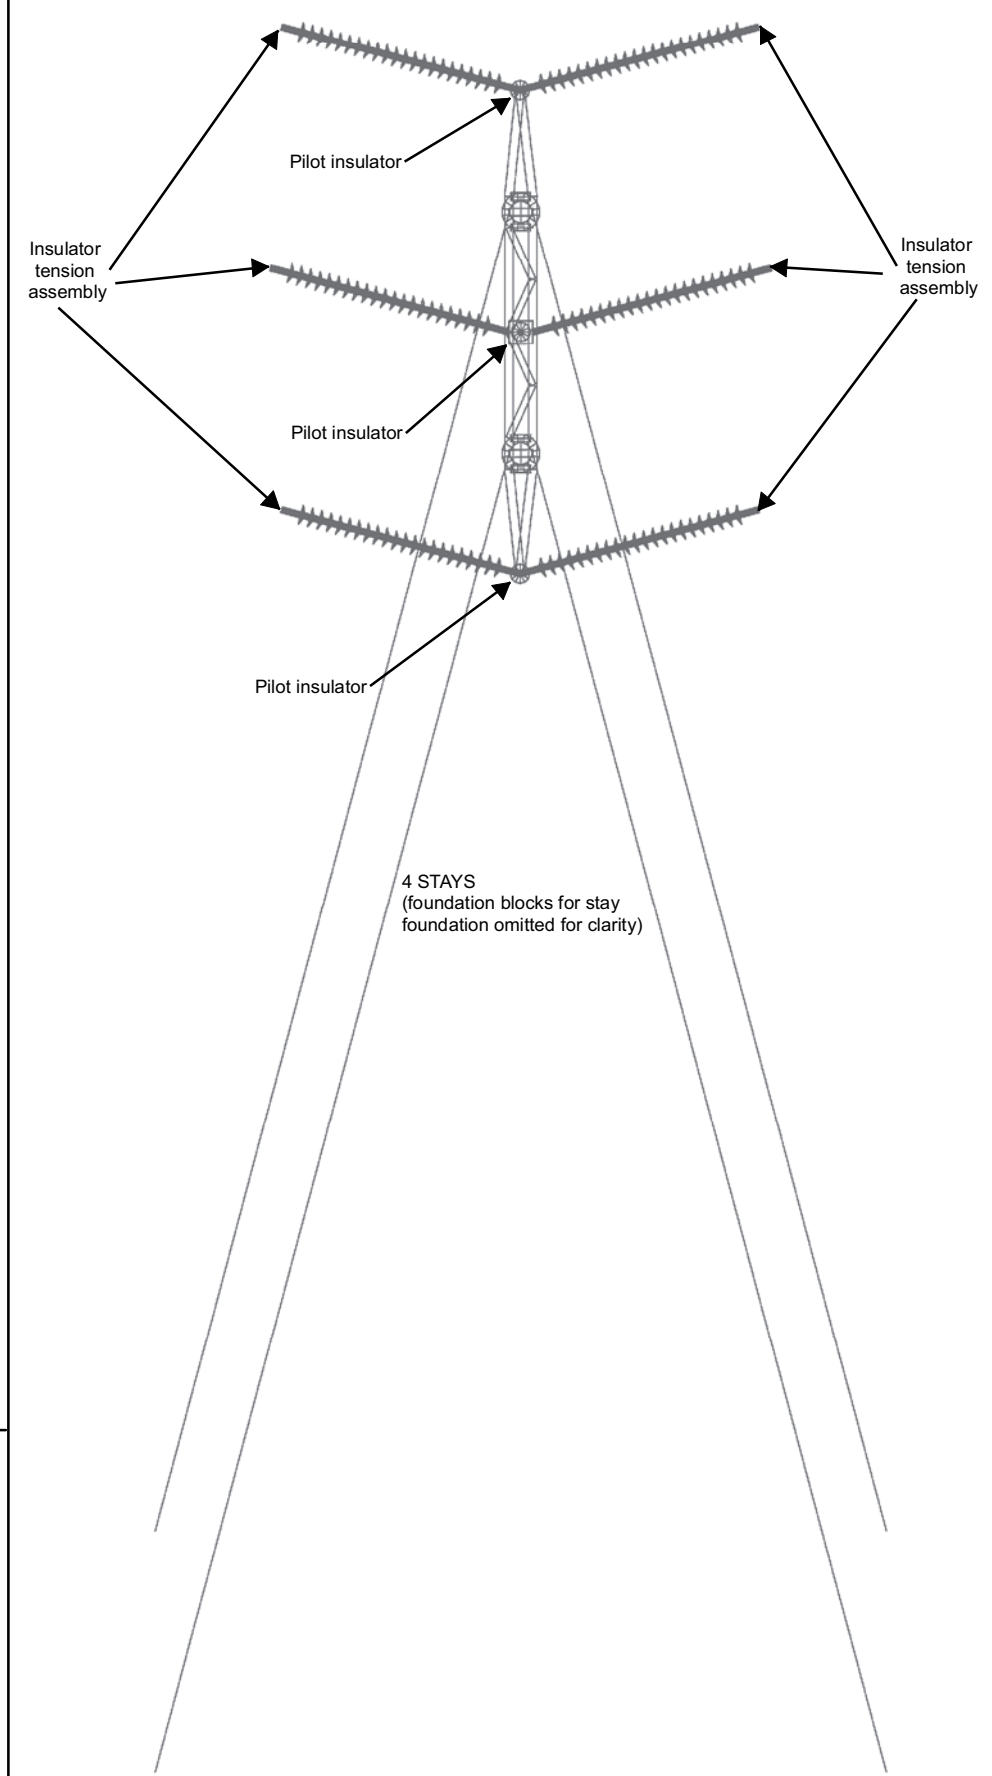 Pilot insulator
Insulator
tension
assembly
Insulator
tension
assembly
Pilot insulator
Pilot insulator
4 STAYS
(foundation blocks for stay
foundation omitted for clarity)